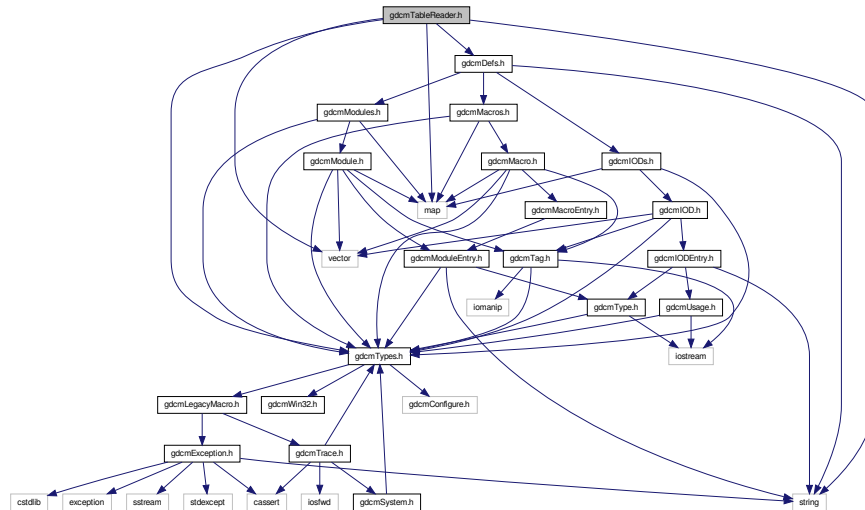 gdcmTableReader.h
gdcmDefs.h
gdcmModules.h
gdcmMacros.h
gdcmModule.h
gdcmMacro.h
gdcmIODs.h
map
gdcmMacroEntry.h
gdcmIOD.h
vector
gdcmModuleEntry.h
gdcmTag.h
gdcmIODEntry.h
iomanip
gdcmType.h
gdcmUsage.h
gdcmTypes.h
iostream
gdcmLegacyMacro.h
gdcmWin32.h
gdcmConfigure.h
gdcmException.h
gdcmTrace.h
cstdlib
exception
sstream
stdexcept
cassert
iosfwd
gdcmSystem.h
string